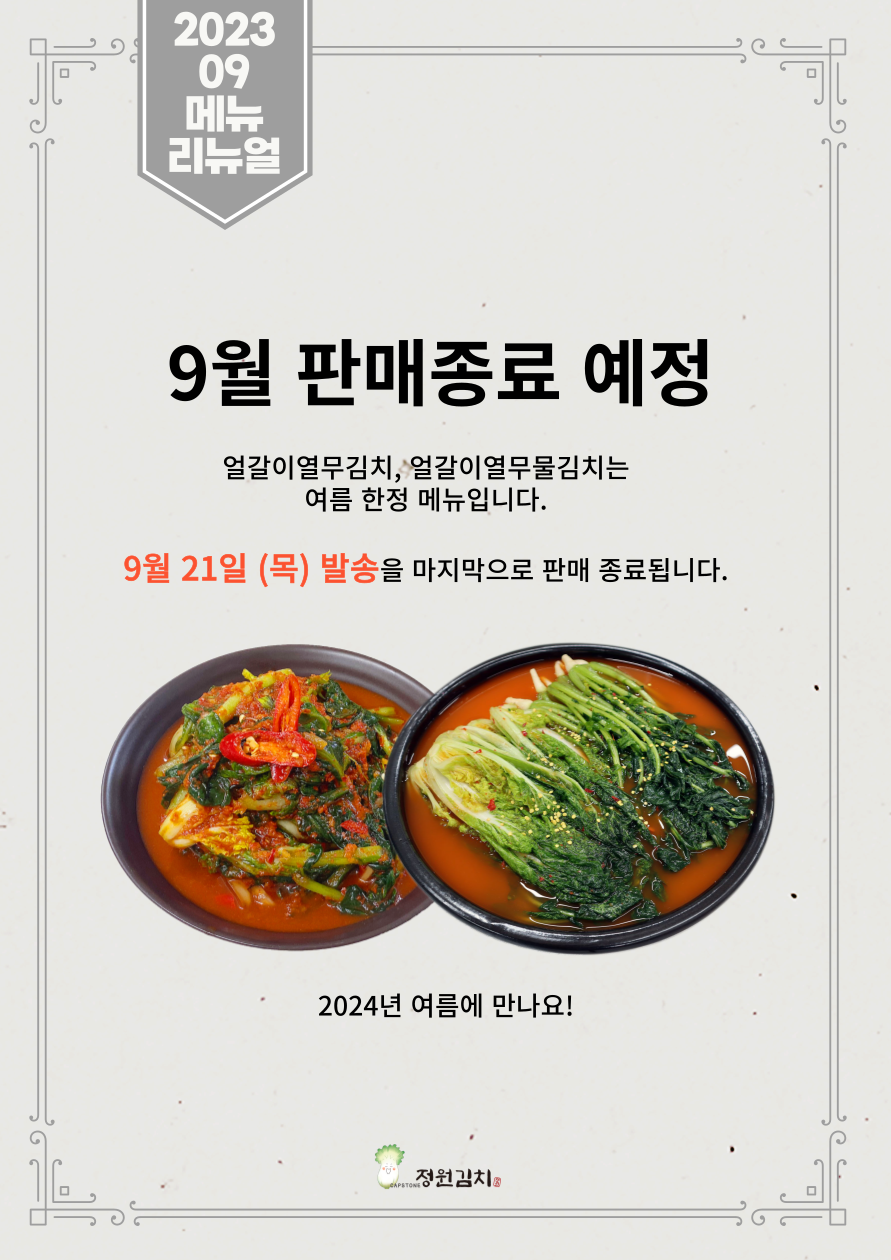 2023
09
메뉴
리뉴얼
9월 판매종료 예정
얼갈이열무김치, 얼갈이열무물김치는
여름 한정 메뉴입니다.
9월 21일 (목) 발송을 마지막으로 판매 종료됩니다.
2024년 여름에 만나요!
CAPSTONE 정원김치